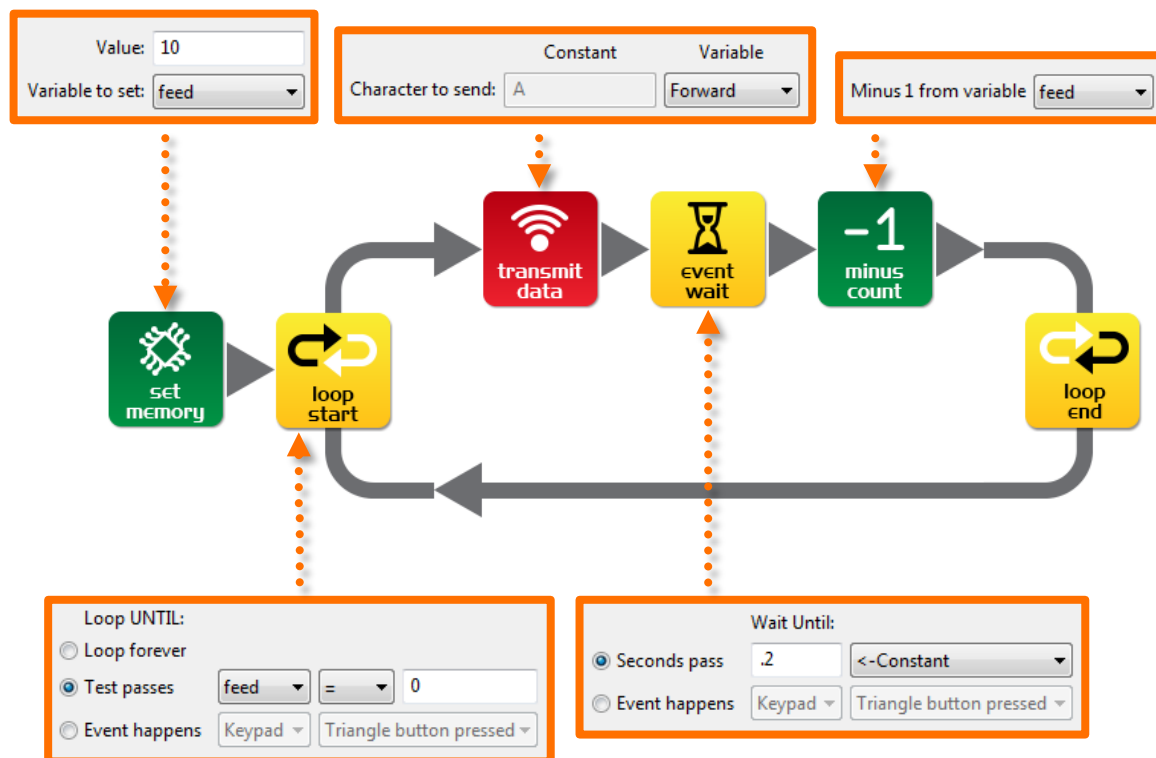 Value: 10
Variable to set: feed
Constant Variable
Character to send: A Forward
Minus 1 from variable feed
transmit
data
event
wait
-1
minus
count
set
memory
loop
start
loop
end
Loop UNTIL:
Loop forever
Test passes feed = 0
Event happens Keypad Triangle button pressed
Wait Until:
Seconds pass .2 <-Constant
Event happens Keypad Triangle button pressed